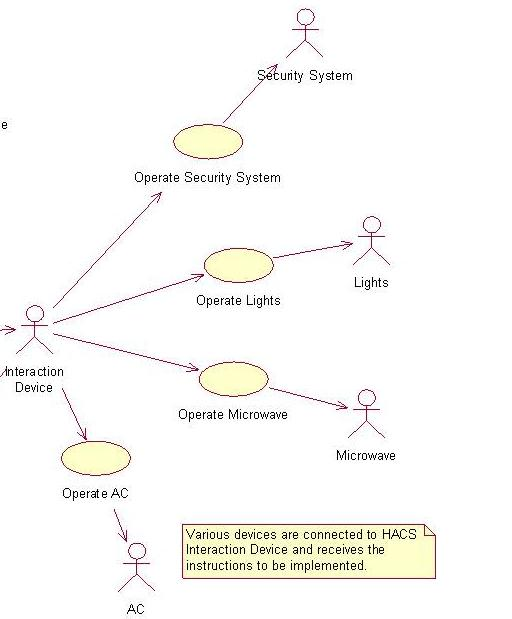 Security System
e
Operate Security System
Lights
Operate Lights
Interaction
Device
Operate Microwave
Microwave
Operate AC
Various devices are connected to HACS
Interaction Device and receives the
instructions to be implemented.
AC